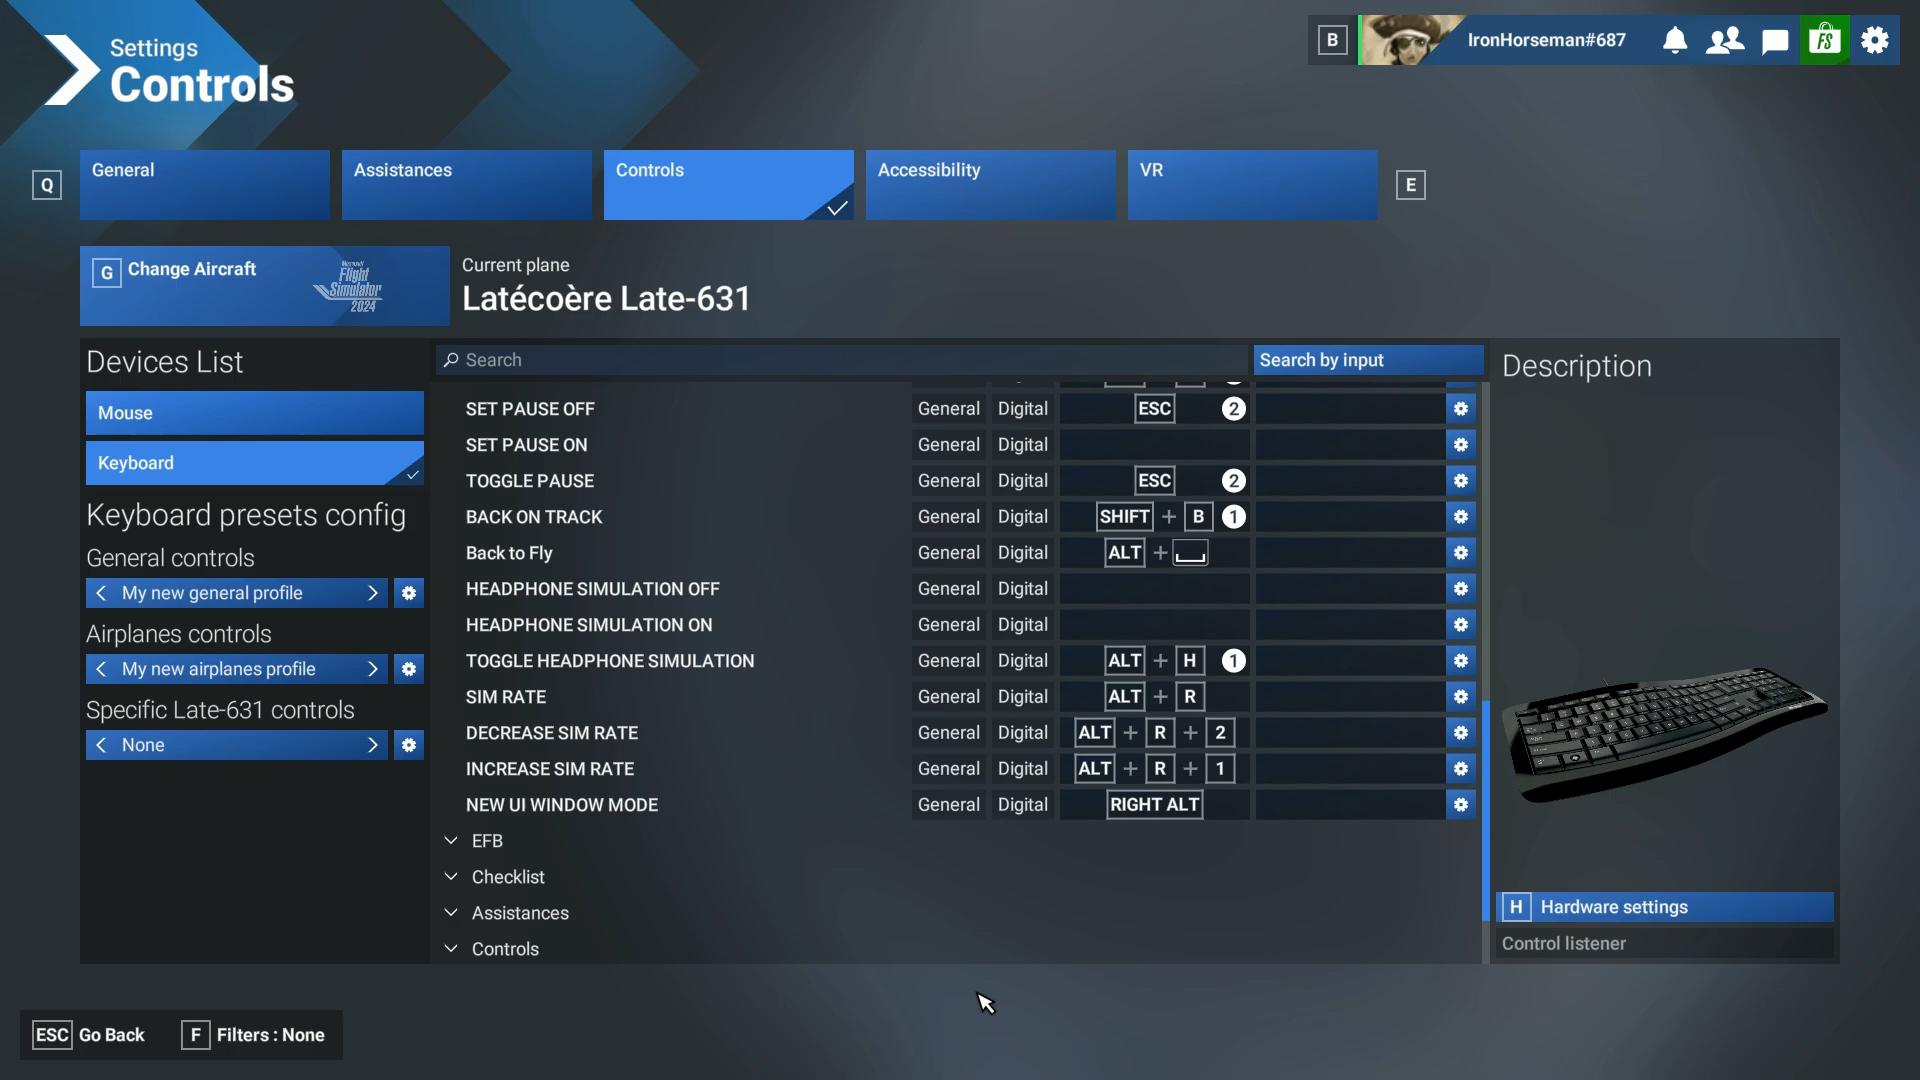 Settings
Controls
B
IronHorseman#687
FS
Q
General
Assistances
Controls
Accessibility
VR
E
G Change Aircraft
Microsoft
Flight
Simulator
2024
Current plane
Latécoère Late-631
Devices List
Mouse
Keyboard
Keyboard presets config
General controls
My new general profile
Airplanes controls
My new airplanes profile
Specific Late-631 controls
None
Search
Search by input
SET PAUSE OFF General Digital ESC 2
SET PAUSE ON General Digital
TOGGLE PAUSE General Digital ESC 2
BACK ON TRACK General Digital SHIFT + B 1
Back to Fly General Digital ALT +
HEADPHONE SIMULATION OFF General Digital
HEADPHONE SIMULATION ON General Digital
TOGGLE HEADPHONE SIMULATION General Digital ALT + H 1
SIM RATE General Digital ALT + R
DECREASE SIM RATE General Digital ALT + R + 2
INCREASE SIM RATE General Digital ALT + R + 1
NEW UI WINDOW MODE General Digital RIGHT ALT
EFB
Checklist
Assistances
Controls
Description
H Hardware settings
Control listener
ESC Go Back
F Filters : None